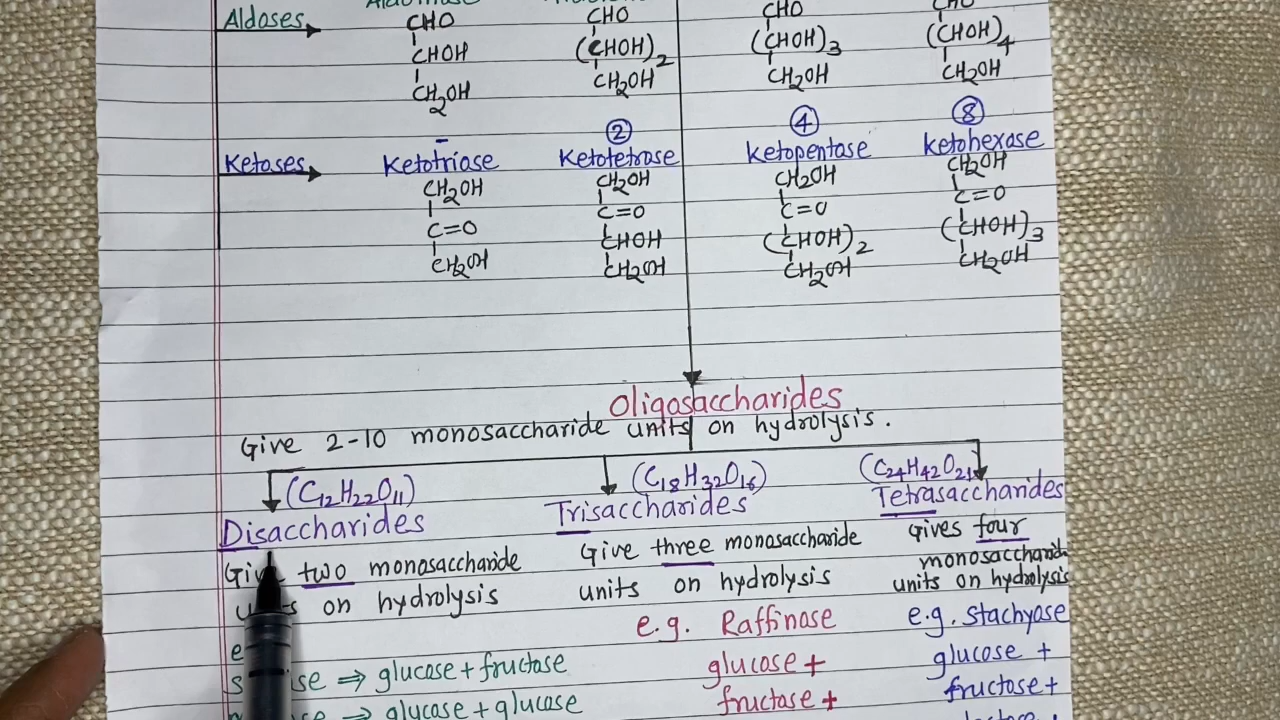 Aldoses
CHO
CHOH
CH2OH
CHO
(CHOH)2
CH2OH
CHO
(CHOH)3
CH2OH
CHO
(CHOH)4
CH2OH
Ketoses
-
Ketotriose
CH2OH
C=O
CH2OH
②
Ketotetrose
CH2OH
C=O
CHOH
CH2OH
④
Ketopentose
CH2OH
C=O
(CHOH)2
CH2OH
⑧
Ketohexose
CH2OH
C=O
(CHOH)3
CH2OH
Oligosaccharides
Give 2-10 monosaccharide units on hydrolysis.
(C12H22O11)
Disaccharides
Give two monosaccharide
on hydrolysis
⇒ glucose + fructose
⇒ glucose + glucose
(C18H32O16)
Trisaccharides
Give three monosaccharide
units on hydrolysis
e.g. Raffinose
glucose +
fructose +
(C24H42O21)
Tetrasaccharides
Gives four
monosaccharide
units on hydrolysis
e.g. Stachyose
glucose +
fructose +